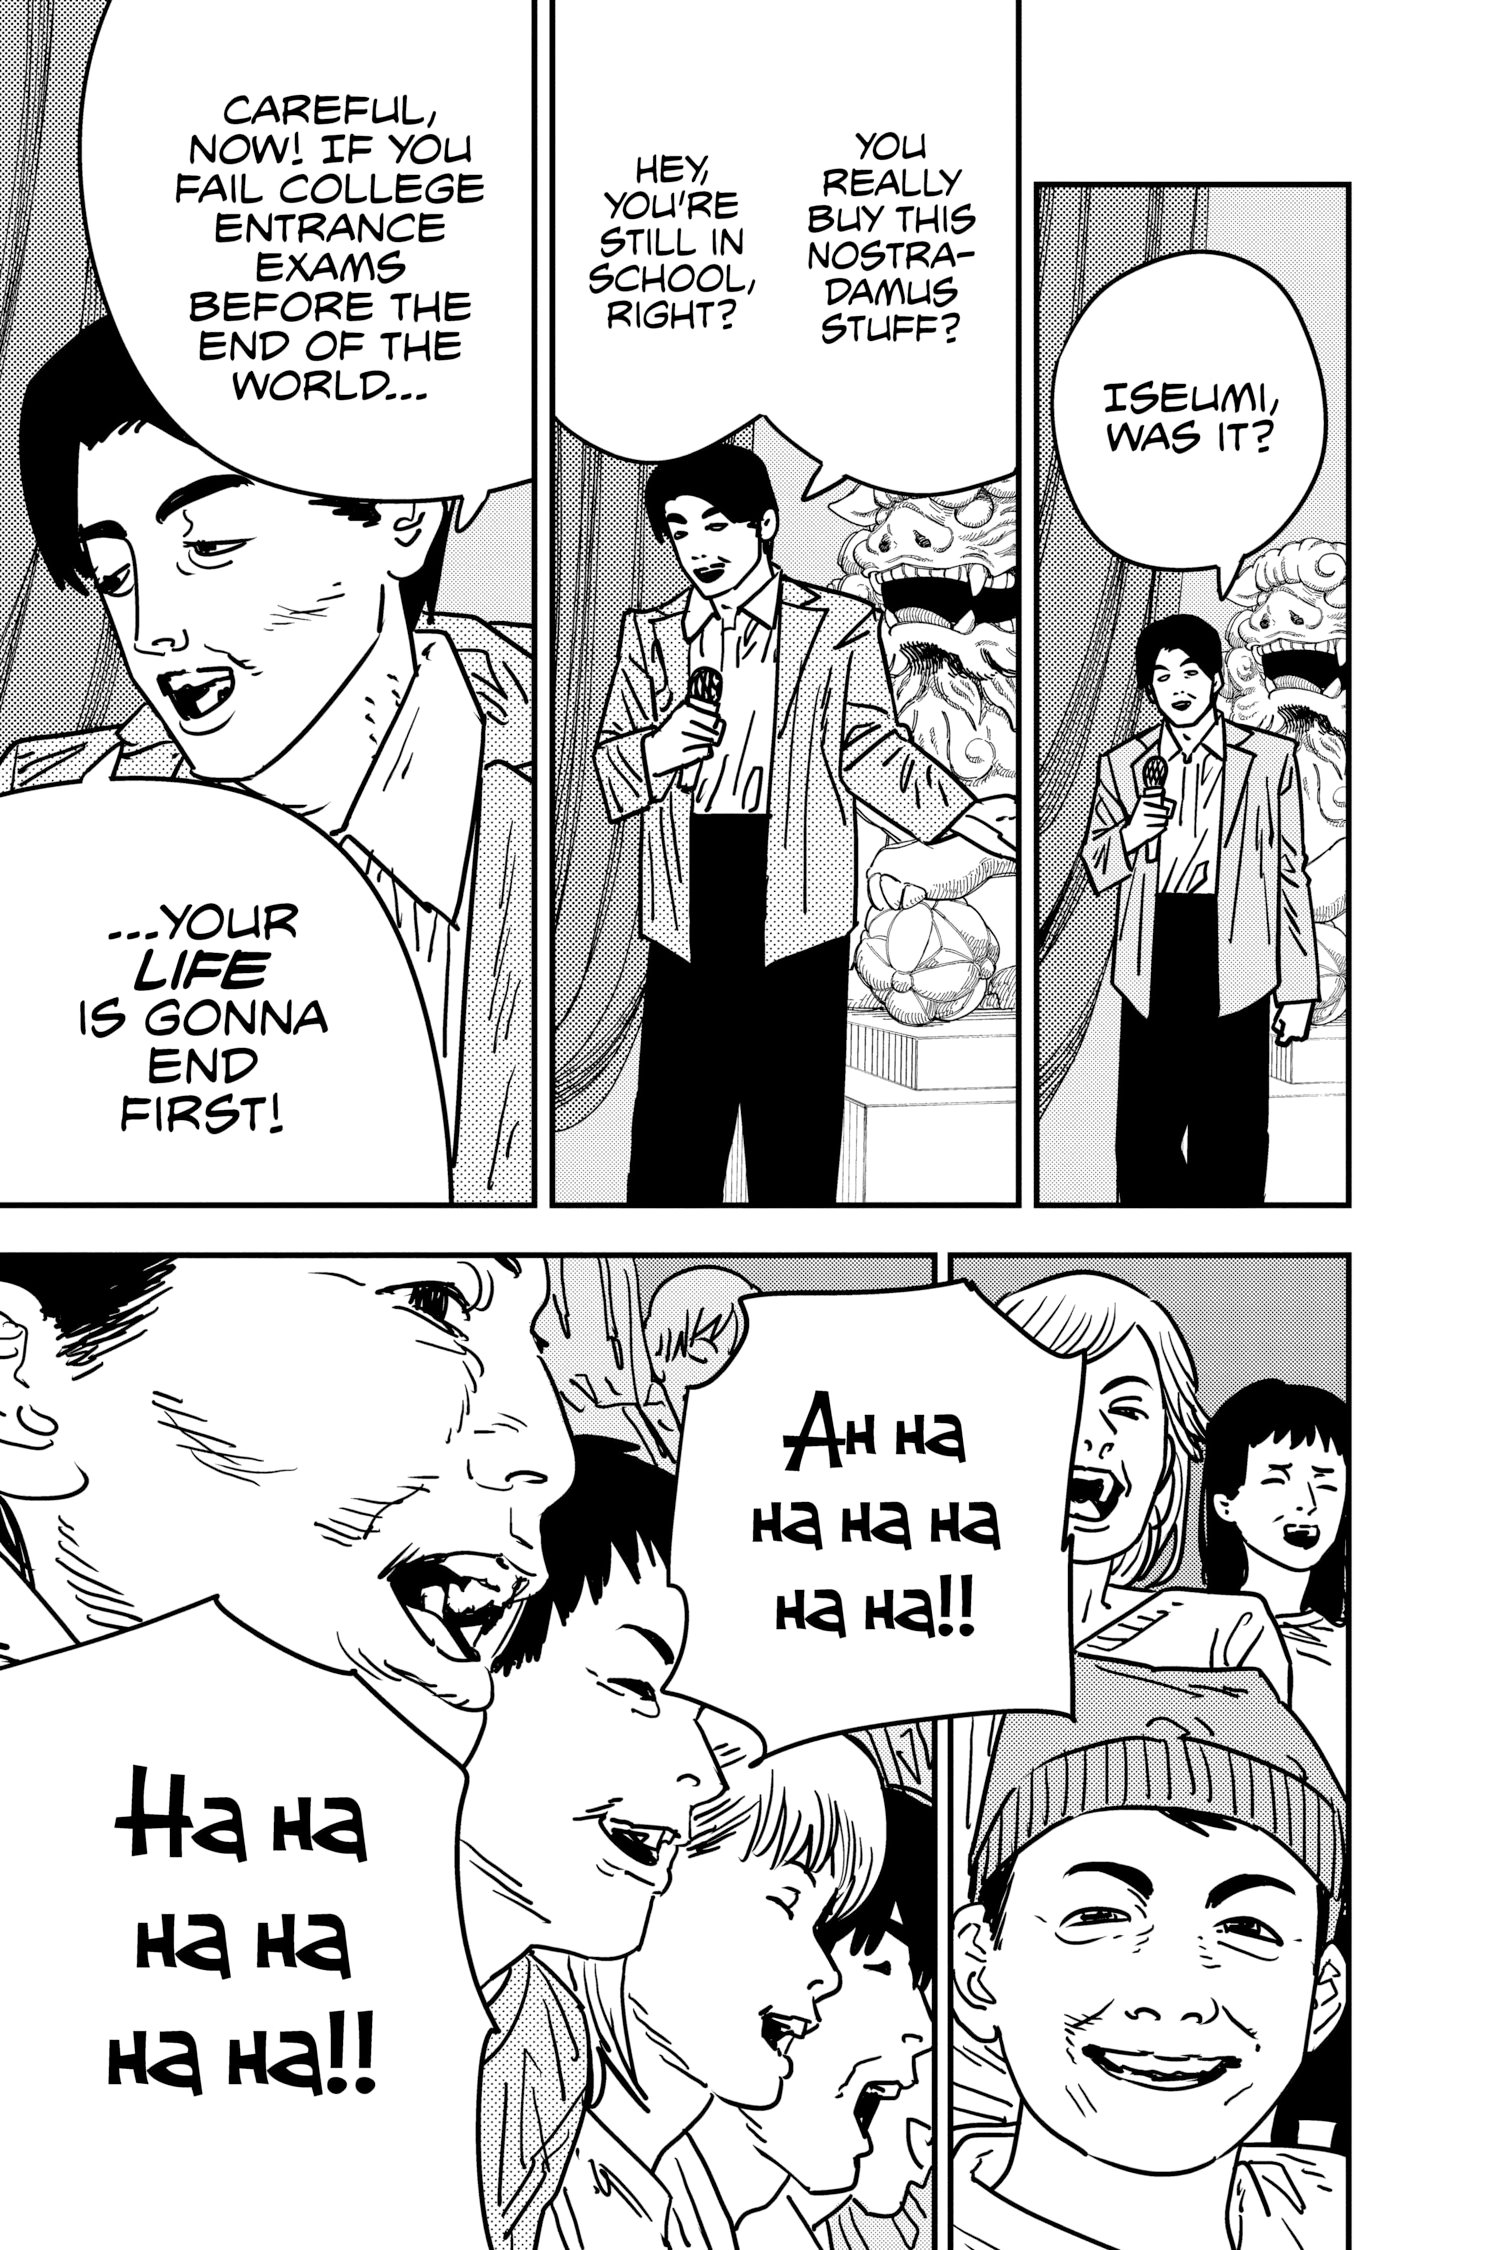 ISEUMI,
WAS IT?
YOU
REALLY
BUY THIS
NOSTRA-
DAMUS
STUFF?
HEY,
YOU'RE
STILL IN
SCHOOL,
RIGHT?
CAREFUL,
NOW! IF YOU
FAIL COLLEGE
ENTRANCE
EXAMS
BEFORE THE
END OF THE
WORLD...
...YOUR
LIFE
IS GONNA
END
FIRST!
AH HA
HA HA HA
HA HA!!
HA HA
HA HA
HA HA!!